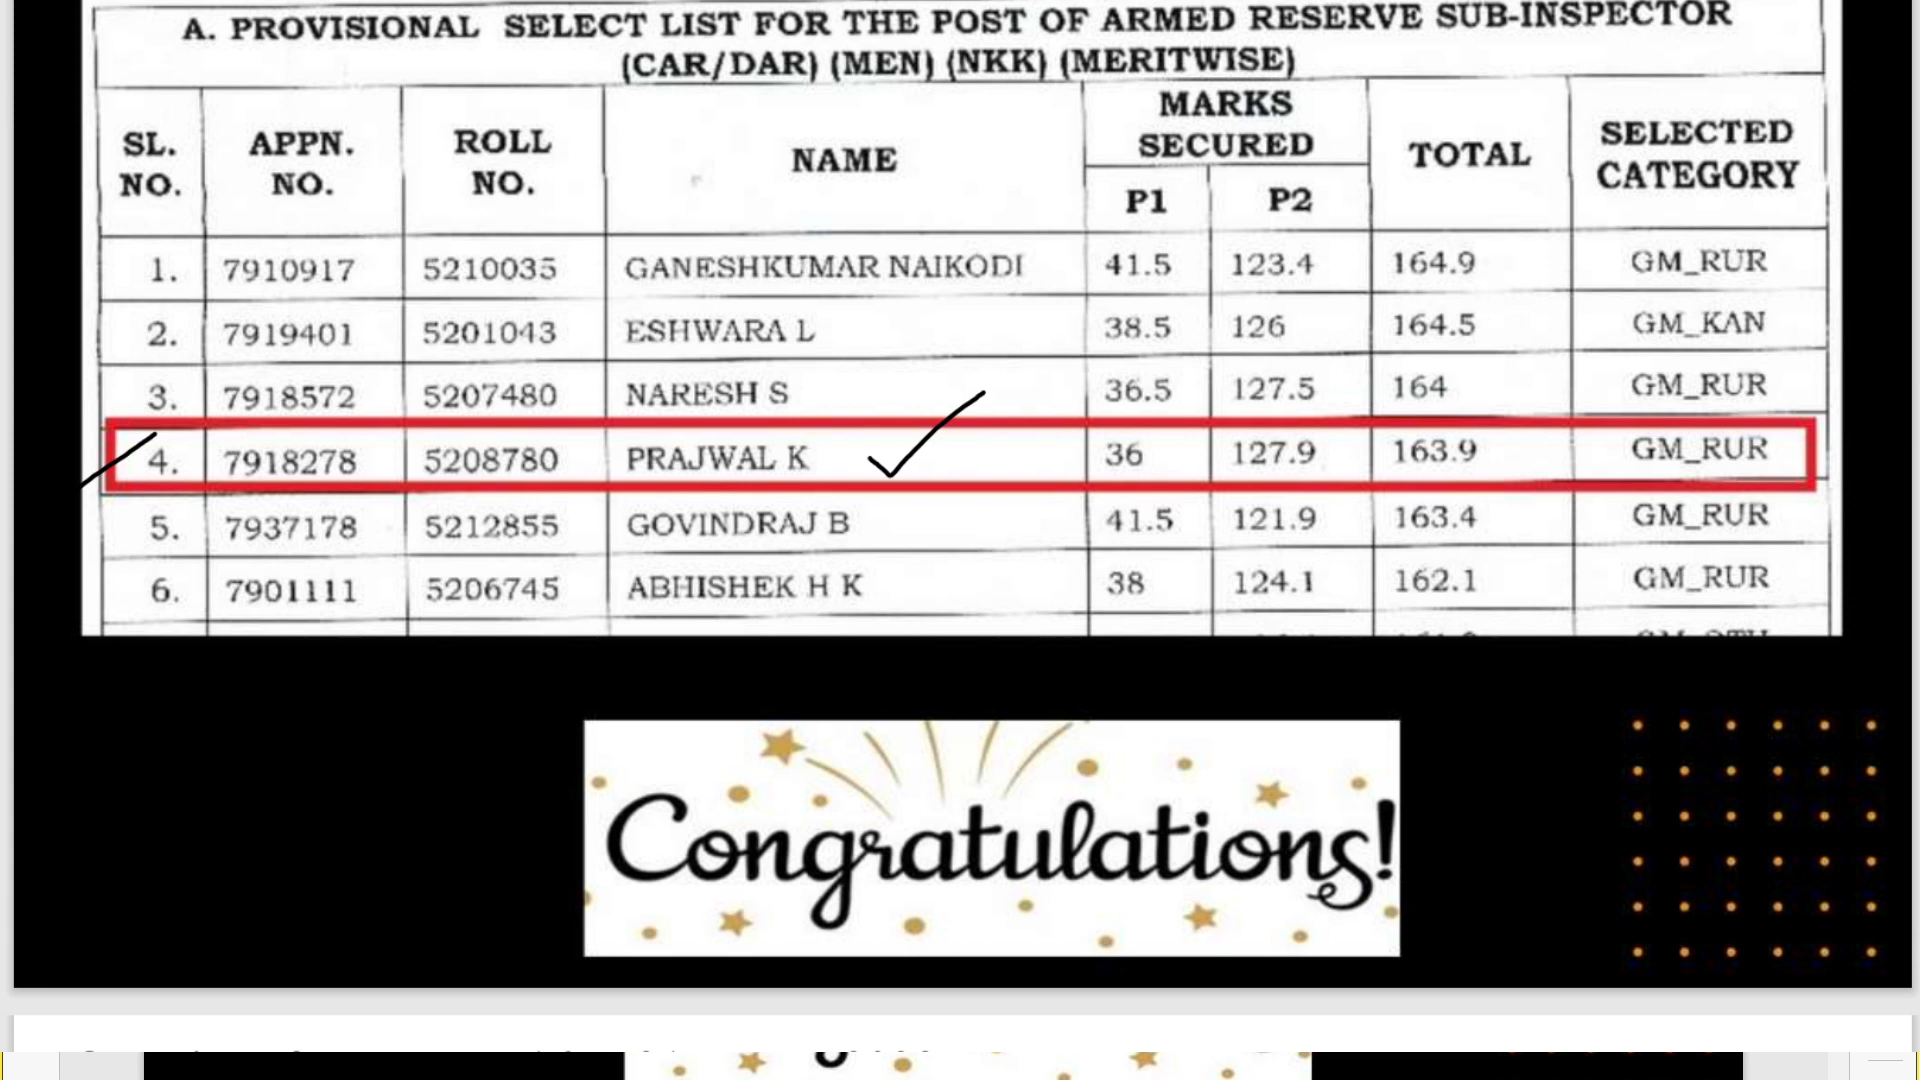 A. PROVISIONAL SELECT LIST FOR THE POST OF ARMED RESERVE SUB-INSPECTOR
(CAR/DAR) (MEN) (NKK) (MERITWISE)
SL. NO. APPN. NO. ROLL NO. NAME MARKS SECURED P1 P2 TOTAL SELECTED CATEGORY
1. 7910917 5210035 GANESHKUMAR NAIKODI 41.5 123.4 164.9 GM_RUR
2. 7919401 5201043 ESHWARA L 38.5 126 164.5 GM_KAN
3. 7918572 5207480 NARESH S 36.5 127.5 164 GM_RUR
4. 7918278 5208780 PRAJWAL K 36 127.9 163.9 GM_RUR
5. 7937178 5212855 GOVINDRAJ B 41.5 121.9 163.4 GM_RUR
6. 7901111 5206745 ABHISHEK H K 38 124.1 162.1 GM_RUR
Congratulations!